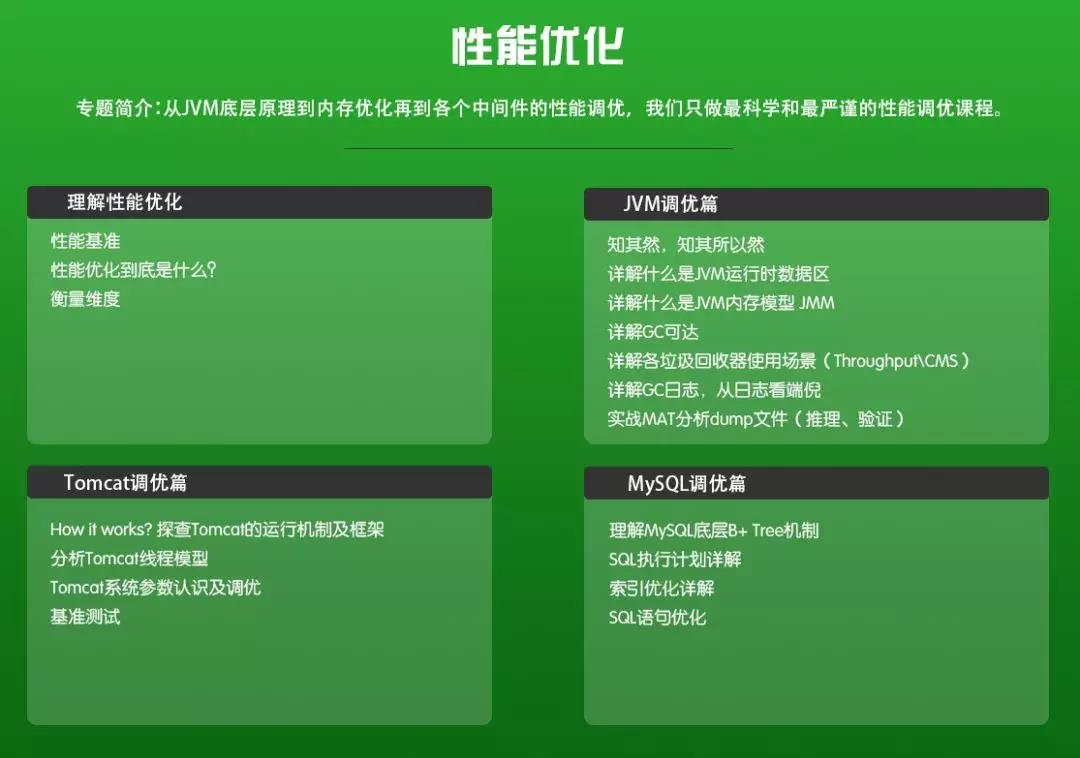 性能优化
专题简介：从JVM底层原理到内存优化再到各个中间件的性能调优，我们只做最科学和最严谨的性能调优课程。
理解性能优化
性能基准
性能优化到底是什么？
衡量维度
JVM调优篇
知其然，知其所以然
详解什么是JVM运行时数据区
详解什么是JVM内存模型 JMM
详解GC可达
详解各垃圾回收器使用场景（Throughput\CMS）
详解GC日志，从日志看端倪
实战MAT分析dump文件（推理、验证）
Tomcat调优篇
How it works? 探查Tomcat的运行机制及框架
分析Tomcat线程模型
Tomcat系统参数认识及调优
基准测试
MySQL调优篇
理解MySQL底层B+ Tree机制
SQL执行计划详解
索引优化详解
SQL语句优化